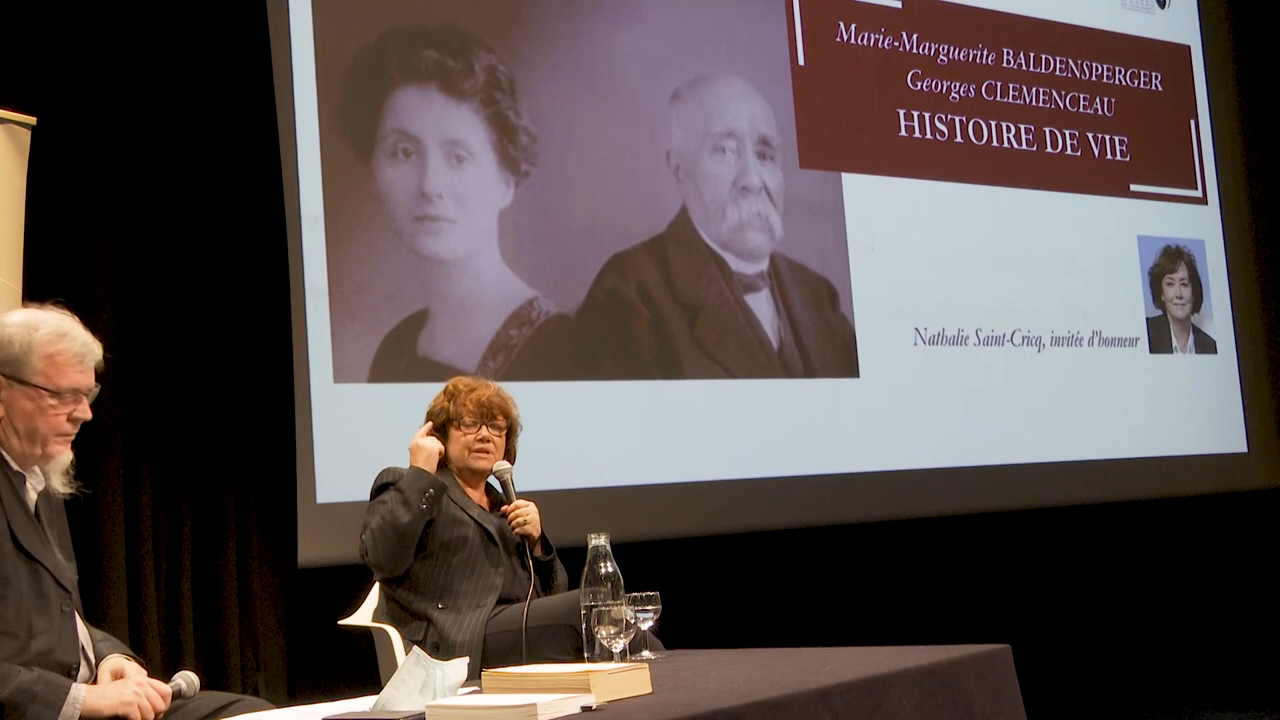 Marie-Marguerite BALDENSPERGER
Georges CLEMENCEAU
HISTOIRE DE VIE
Nathalie Saint-Cricq, invitée d'honneur